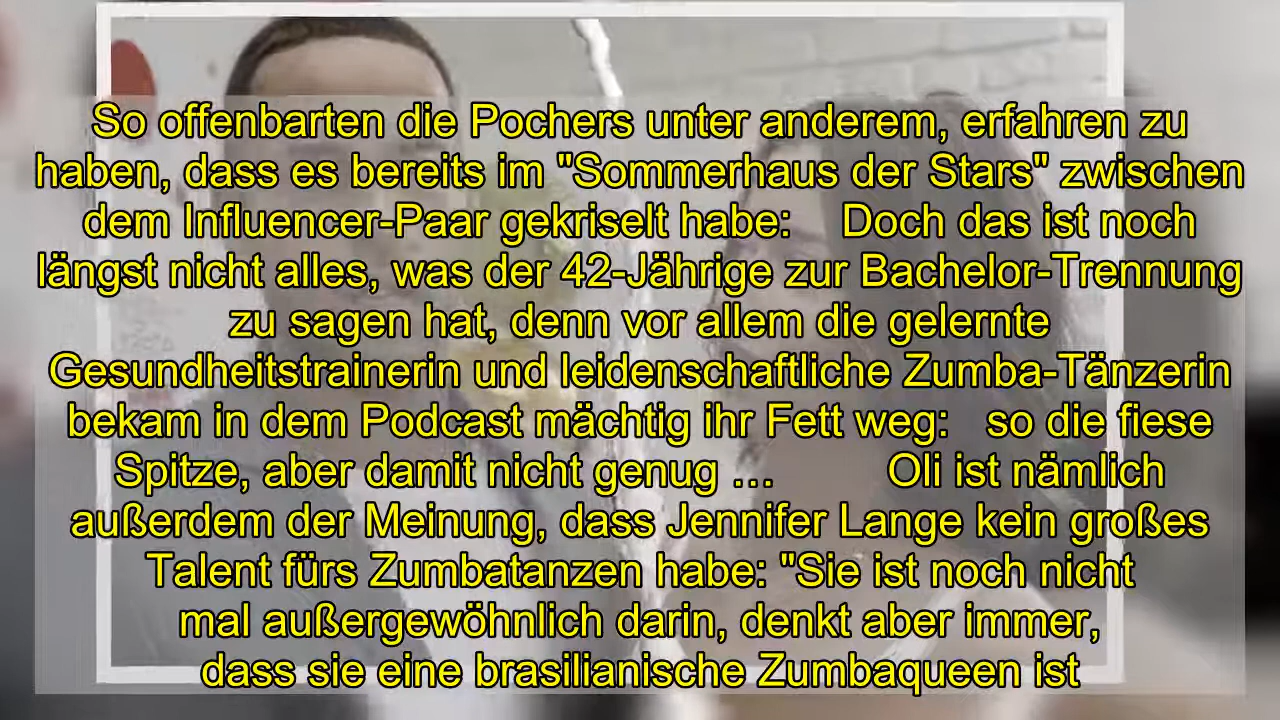 So offenbarten die Pochers unter anderem, erfahren zu
haben, dass es bereits im "Sommerhaus der Stars" zwischen
dem Influencer-Paar gekriselt habe: Doch das ist noch
längst nicht alles, was der 42-Jährige zur Bachelor-Trennung
zu sagen hat, denn vor allem die gelernte
Gesundheitstrainerin und leidenschaftliche Zumba-Tänzerin
bekam in dem Podcast mächtig ihr Fett weg: so die fiese
Spitze, aber damit nicht genug … Oli ist nämlich
außerdem der Meinung, dass Jennifer Lange kein großes
Talent fürs Zumbatanzen habe: "Sie ist noch nicht
mal außergewöhnlich darin, denkt aber immer,
dass sie eine brasilianische Zumbaqueen ist